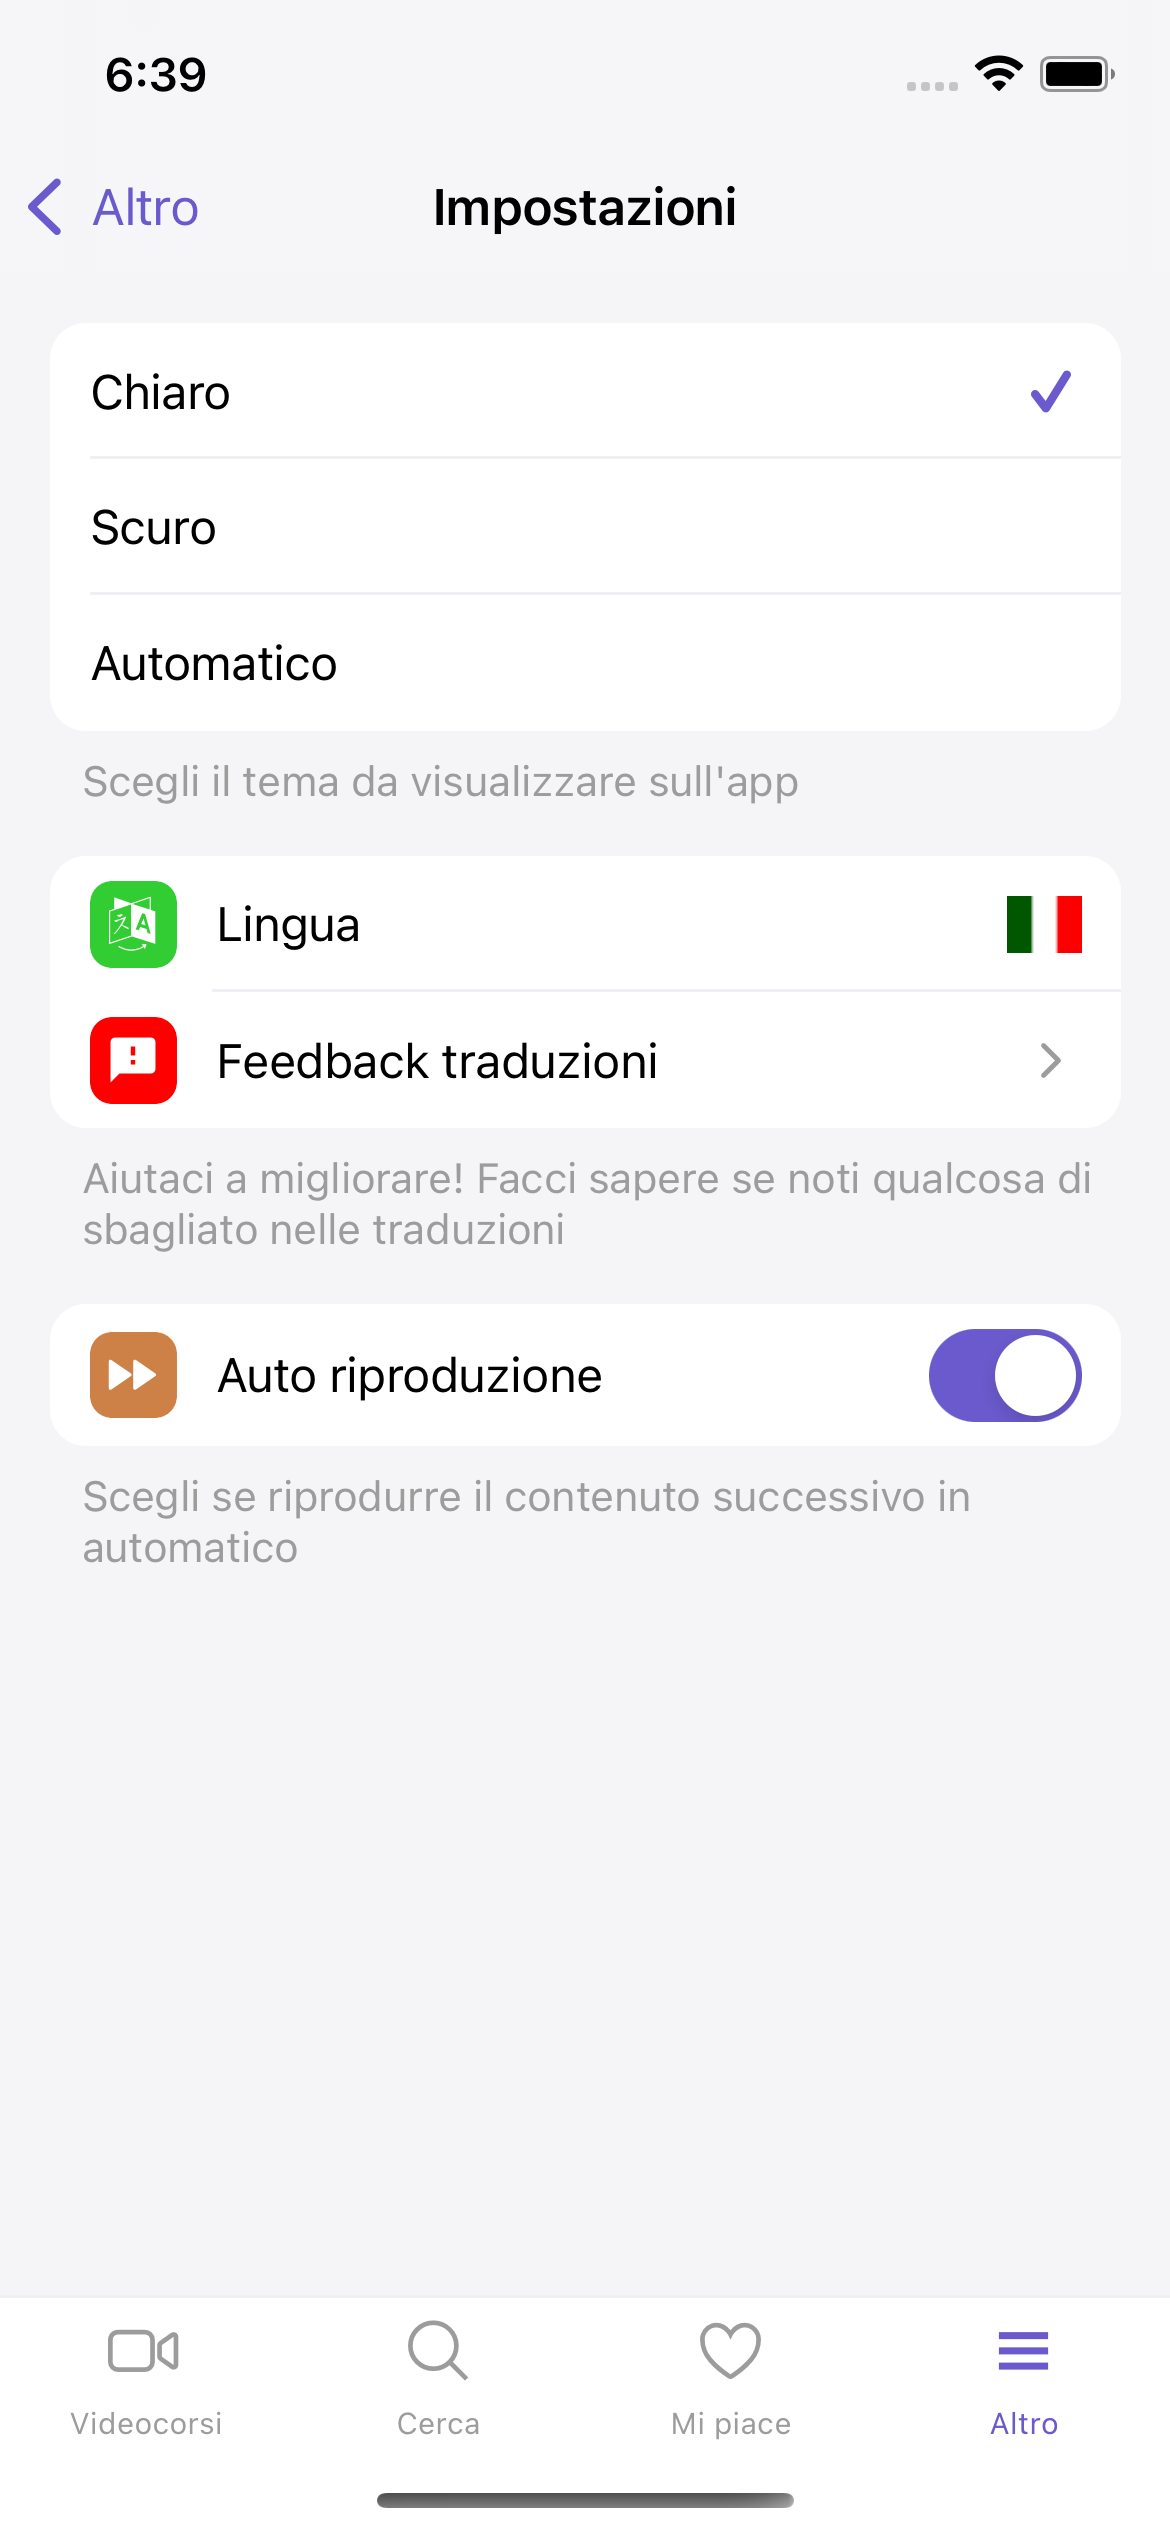 6:39
Altro
Impostazioni
Chiaro
Scuro
Automatico
Scegli il tema da visualizzare sull'app
Lingua
Feedback traduzioni
Aiutaci a migliorare! Facci sapere se noti qualcosa di
sbagliato nelle traduzioni
Auto riproduzione
Scegli se riprodurre il contenuto successivo in
automatico
Videocorsi
Cerca
Mi piace
Altro